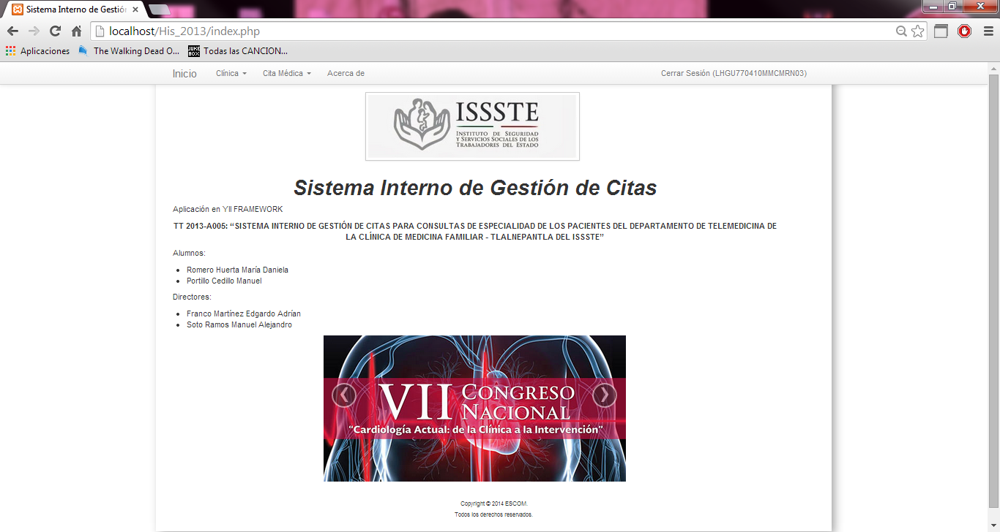 Sistema Interno de Gestió
localhost/His_2013/index.php
Aplicaciones The Walking Dead O... JUKE BOX Todas las CANCION...
Inicio Clínica Cita Médica Acerca de Cerrar Sesión (LHGU770410MMCMRN03)
ISSSTE
INSTITUTO DE SEGURIDAD
Y SERVICIOS SOCIALES DE LOS
TRABAJADORES DEL ESTADO
Sistema Interno de Gestión de Citas
Aplicación en YII FRAMEWORK
TT 2013-A005: “SISTEMA INTERNO DE GESTIÓN DE CITAS PARA CONSULTAS DE ESPECIALIDAD DE LOS PACIENTES DEL DEPARTAMENTO DE TELEMEDICINA DE
LA CLÍNICA DE MEDICINA FAMILIAR - TLALNEPANTLA DEL ISSSTE”
Alumnos:
• Romero Huerta María Daniela
• Portillo Cedillo Manuel
Directores:
• Franco Martínez Edgardo Adrían
• Soto Ramos Manuel Alejandro
VII CONGRESO
NACIONAL
“Cardiología Actual: de la Clínica a la Intervención”
Copyright © 2014 ESCOM.
Todos los derechos reservados.